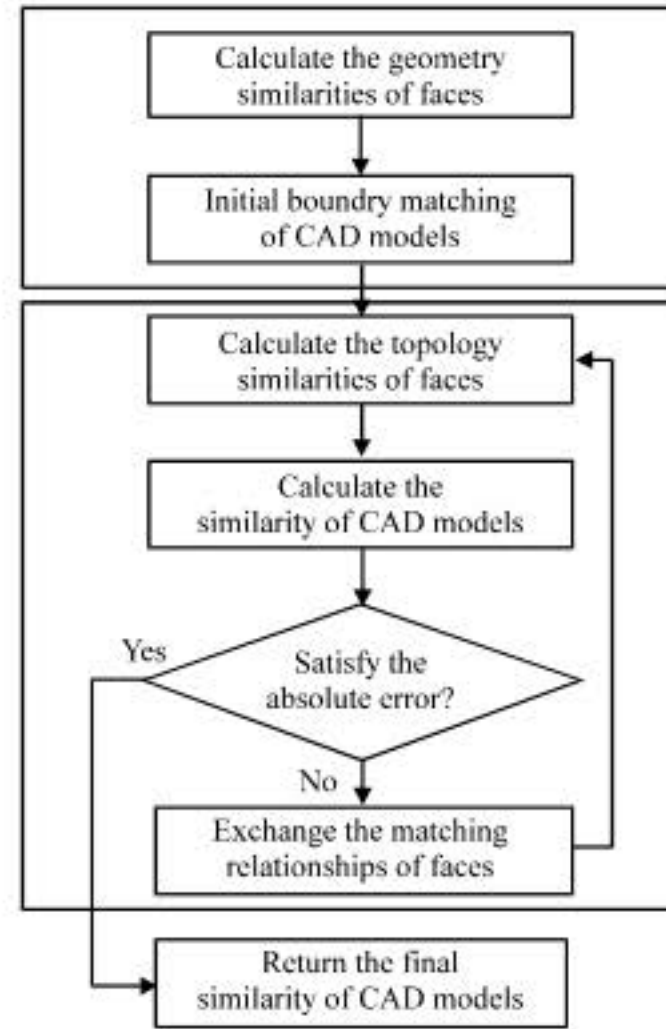 Calculate the geometry
similarities of faces
Initial boundry matching
of CAD models
Calculate the topology
similarities of faces
Calculate the
similarity of CAD models
Yes
Satisfy the
absolute error?
No
Exchange the matching
relationships of faces
Return the final
similarity of CAD models